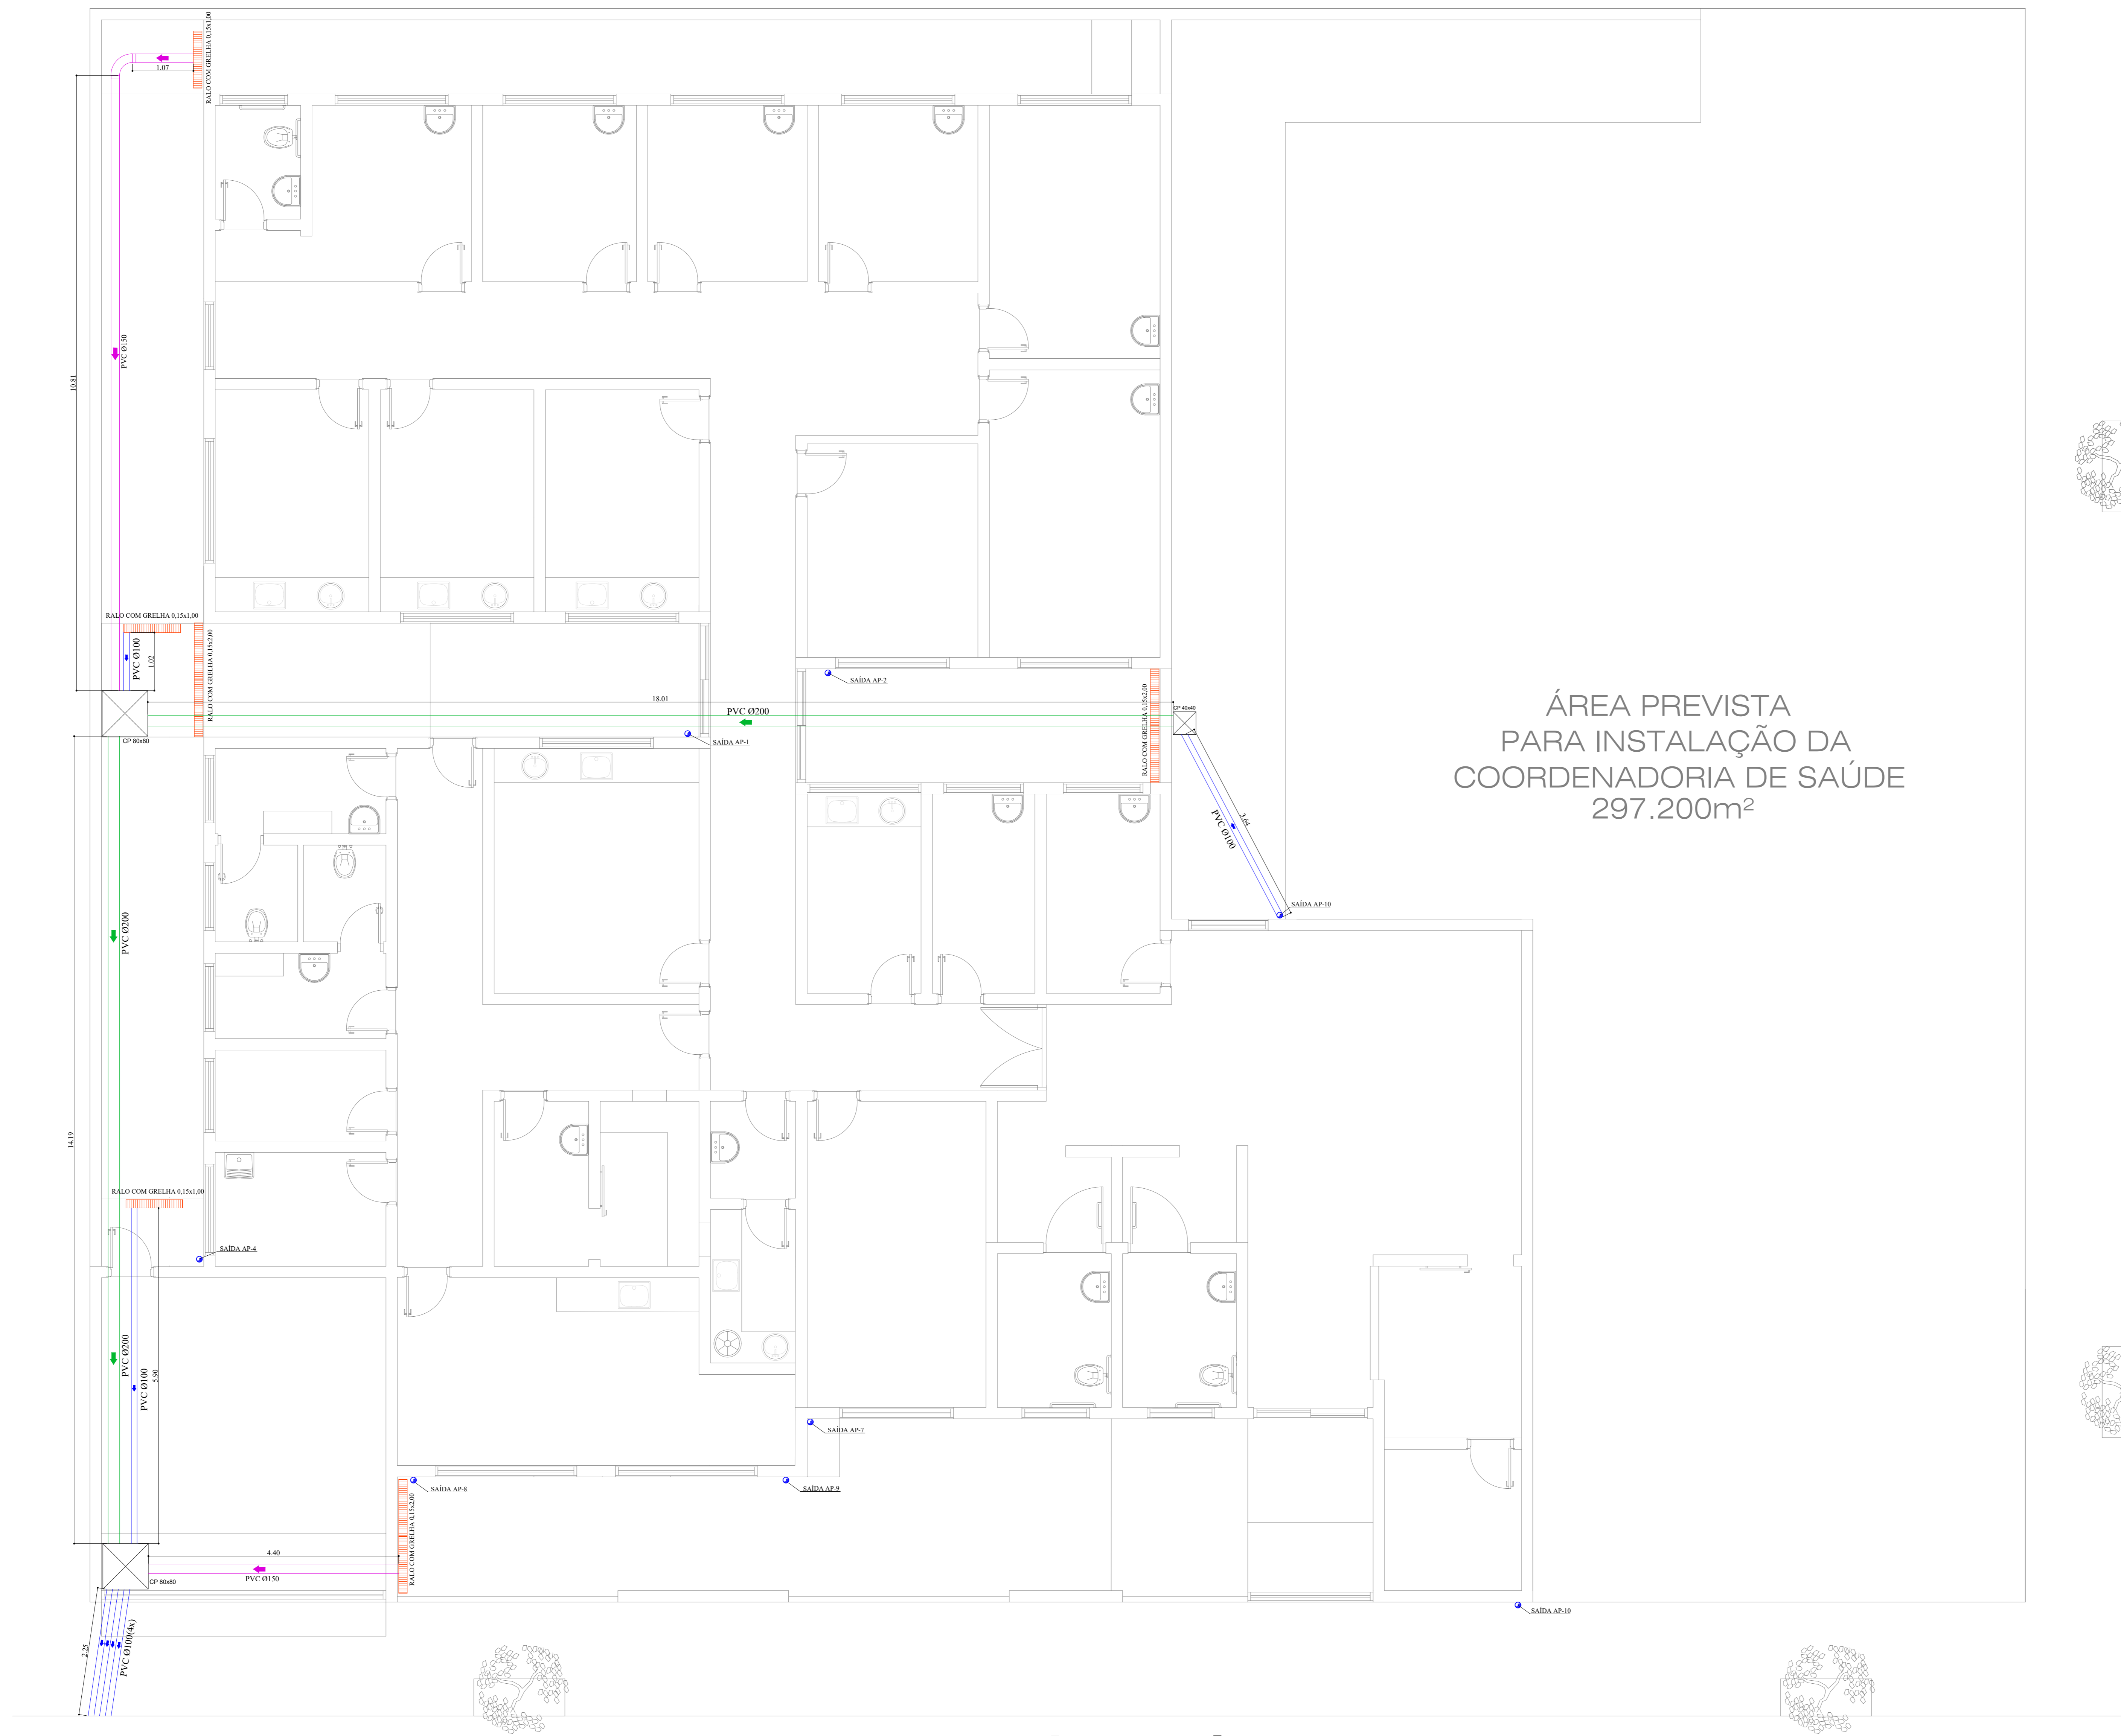 RALO COM GRELHA 0,15x1,00
1.07
10.81
PVC Ø150
RALO COM GRELHA 0,15x1,00
PVC Ø100
1.02
RALO COM GRELHA 0,15x2,00
CP 80x80
18.01
PVC Ø200
SAÍDA AP-1
SAÍDA AP-2
RALO COM GRELHA 0,15x2,00
CP 40x40
3.64
PVC Ø100
SAÍDA AP-10
ÁREA PREVISTA
PARA INSTALAÇÃO DA
COORDENADORIA DE SAÚDE
297.200m²
PVC Ø200
14.19
RALO COM GRELHA 0,15x1,00
SAÍDA AP-4
PVC Ø200
PVC Ø100
5.90
SAÍDA AP-7
SAÍDA AP-8
SAÍDA AP-9
RALO COM GRELHA 0,15x2,00
4.40
PVC Ø150
CP 80x80
2.25
PVC Ø100(4x)
SAÍDA AP-10